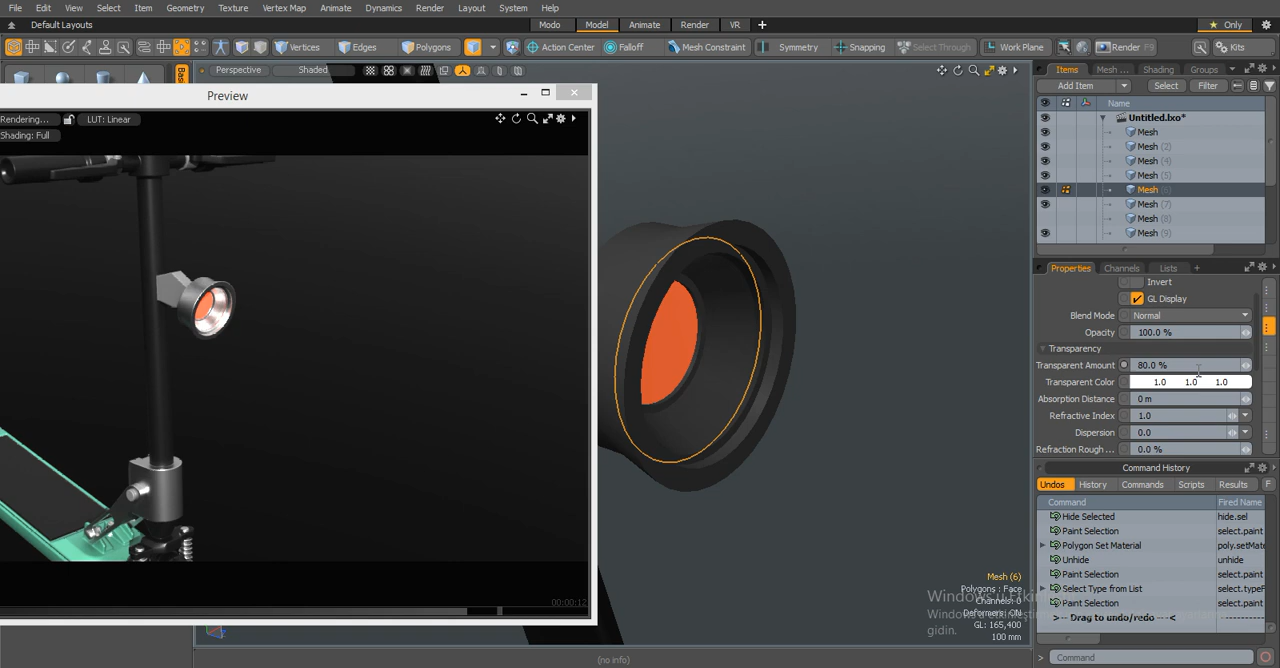 File Edit View Select Item Geometry Texture Vertex Map Animate Dynamics Render Layout System Help
Default Layouts Modo Model Animate Render VR + ★ Only
Vertices Edges Polygons Action Center Falloff Mesh Constraint Symmetry Snapping Select Through Work Plane Render F9 Kits
Perspective Shaded
Items Mesh ... Shading Groups
Add Item Select Filter
Name
Untitled.lxo*
Mesh
Mesh (2)
Mesh (4)
Mesh (5)
Mesh (6)
Mesh (7)
Mesh (8)
Mesh (9)
Preview
Rendering... LUT: Linear
Shading: Full
00:00:12
Properties Channels Lists +
Invert
GL Display
Blend Mode Normal
Opacity 100.0 %
Transparency
Transparent Amount 80.0 %
Transparent Color 1.0 1.0 1.0
Absorption Distance 0 m
Refractive Index 1.0
Dispersion 0.0
Refraction Rough ... 0.0 %
Command History
Undos History Commands Scripts Results F
Command Fired Name
Hide Selected hide.sel
Paint Selection select.paint
Polygon Set Material poly.setMate
Unhide unhide
Paint Selection select.paint
Select Type from List select.typeF
Paint Selection select.paint
>-- Drag to undo/redo ---<
Mesh (6)
Polygons : Face
Channels: 0
Deformers: ON
GL: 165,400
100 mm
gidin.
(no info)
> Command